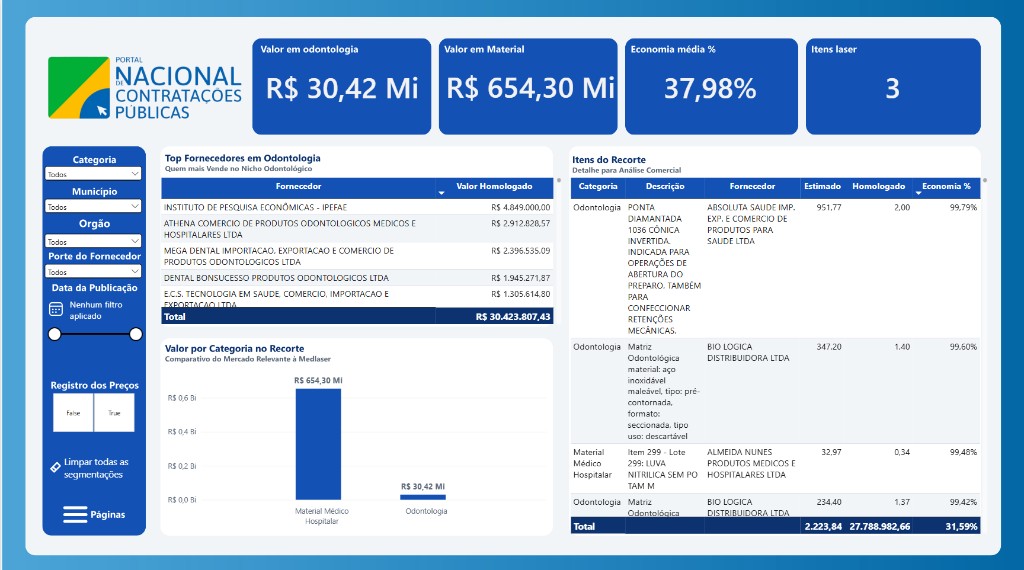 PORTAL
NACIONAL
DE CONTRATAÇÕES
PÚBLICAS
Valor em odontologia
R$ 30,42 Mi
Valor em Material
R$ 654,30 Mi
Economia média %
37,98%
Itens laser
3
Categoria
Todos
Município
Todos
Orgão
Todos
Porte do Fornecedor
Todos
Data da Publicação
Nenhum filtro
aplicado
Registro dos Preços
False True
Limpar todas as
segmentações
Páginas
Top Fornecedores em Odontologia
Quem mais Vende no Nicho Odontológico
Fornecedor Valor Homologado
INSTITUTO DE PESQUISA ECONÔMICAS - IPEFAE R$ 4.849.000,00
ATHENA COMERCIO DE PRODUTOS ODONTOLOGICOS MEDICOS E R$ 2.912.828,57
HOSPITALARES LTDA
MEGA DENTAL IMPORTACAO, EXPORTACAO E COMERCIO DE R$ 2.396.535,09
PRODUTOS ODONTOLOGICOS LTDA
DENTAL BONSUCESSO PRODUTOS ODONTOLOGICOS LTDA R$ 1.945.271,87
E.C.S. TECNOLOGIA EM SAUDE, COMERCIO, IMPORTACAO E R$ 1.305.614,80
EXPORTACAO LTDA
Total R$ 30.423.807,43
Valor por Categoria no Recorte
Comparativo do Mercado Relevante à Medlaser
R$ 654,30 Mi
R$ 0,6 Bi
R$ 0,4 Bi
R$ 0,2 Bi
R$ 30,42 Mi
R$ 0,0 Bi
Material Médico Odontologia
Hospitalar
Itens do Recorte
Detalhe para Análise Comercial
Categoria Descrição Fornecedor Estimado Homologado Economia %
Odontologia PONTA ABSOLUTA SAUDE IMP. 951,77 2,00 99,79%
DIAMANTADA EXP. E COMERCIO DE
1036 CÔNICA PRODUTOS PARA
INVERTIDA. SAUDE LTDA
INDICADA PARA
OPERAÇÕES DE
ABERTURA DO
PREPARO. TAMBÉM
PARA
CONFECCIONAR
RETENÇÕES
MECÂNICAS.
Odontologia Matriz BIO LOGICA 347,20 1,40 99,60%
Odontológica DISTRIBUIDORA LTDA
material: aço
inoxidável
maleável, tipo: pré-
contornada,
formato:
seccionada, tipo
uso: descartável
Material Item 299 - Lote ALMEIDA NUNES 32,97 0,34 99,48%
Médico 299: LUVA PRODUTOS MEDICOS E
Hospitalar NITRILICA SEM PO HOSPITALARES LTDA
TAM M
Odontologia Matriz BIO LOGICA 234,40 1,37 99,42%
Odontológica DISTRIBUIDORA LTDA
Total 2.223,84 27.788.982,66 31,59%